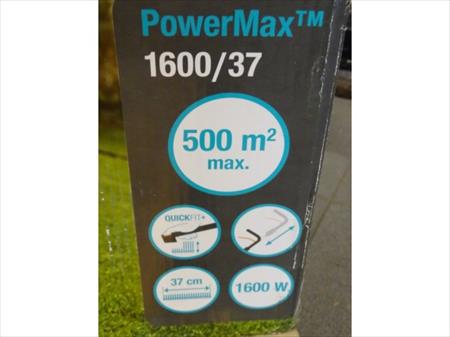 PowerMax™
1600/37
500 m²
max.
QUICKFIT+
37 cm
1600 W